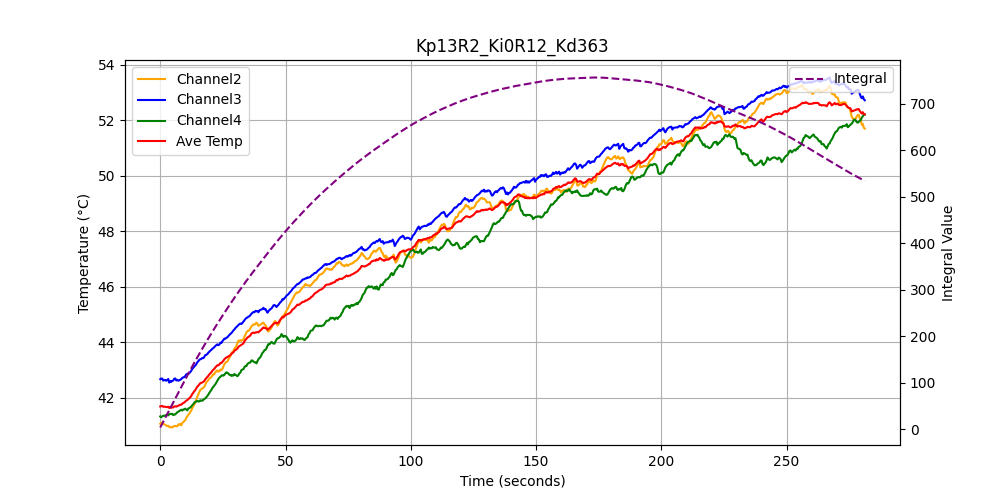 Kp13R2_Ki0R12_Kd363
Channel2
Channel3
Channel4
Ave Temp
Integral
54
52
50
48
46
44
42
Temperature (°C)
700
600
500
400
300
200
100
0
Integral Value
0 50 100 150 200 250
Time (seconds)